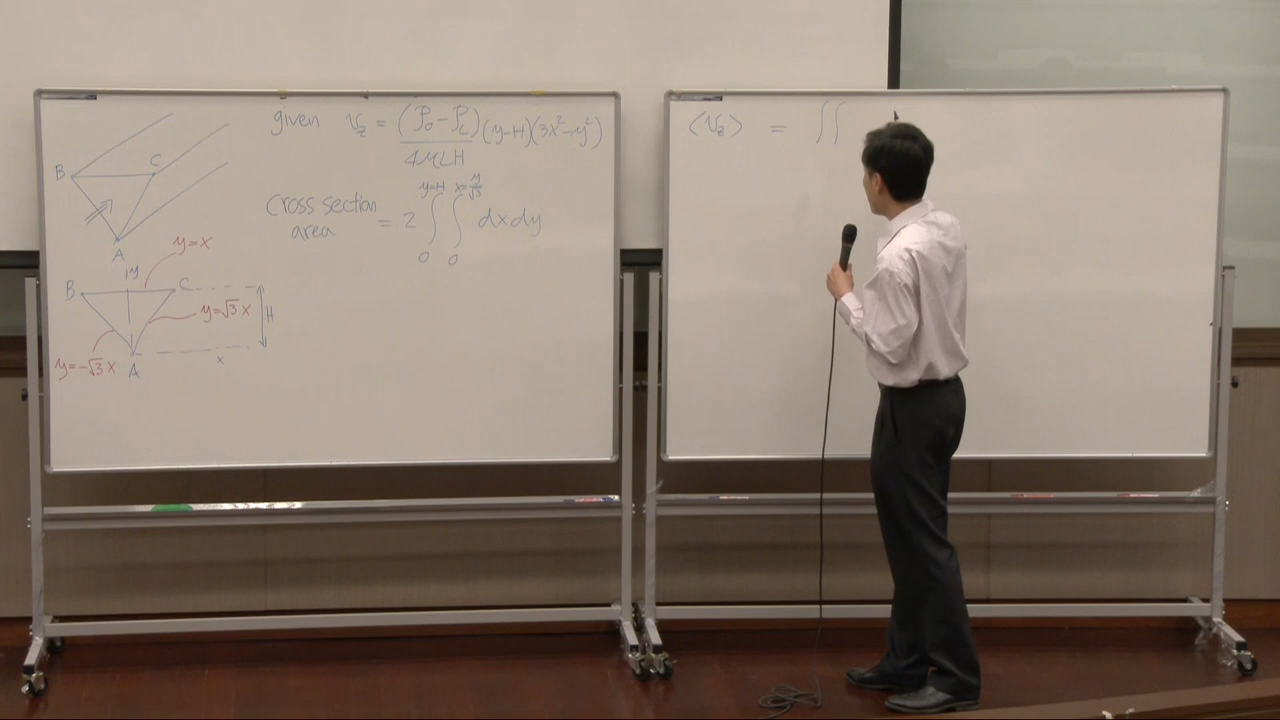 given v_z = (𝒫_0 - 𝒫_L)/(4μLH) (y-H)(3x² - y²)
B
C
A
cross section area = 2 ∫_0^{y=H} ∫_0^{x=y/√3} dx dy
y = x
y
B
C
y = √3 x
H
y = -√3 x
A
x
⟨v_z⟩ = ∫∫